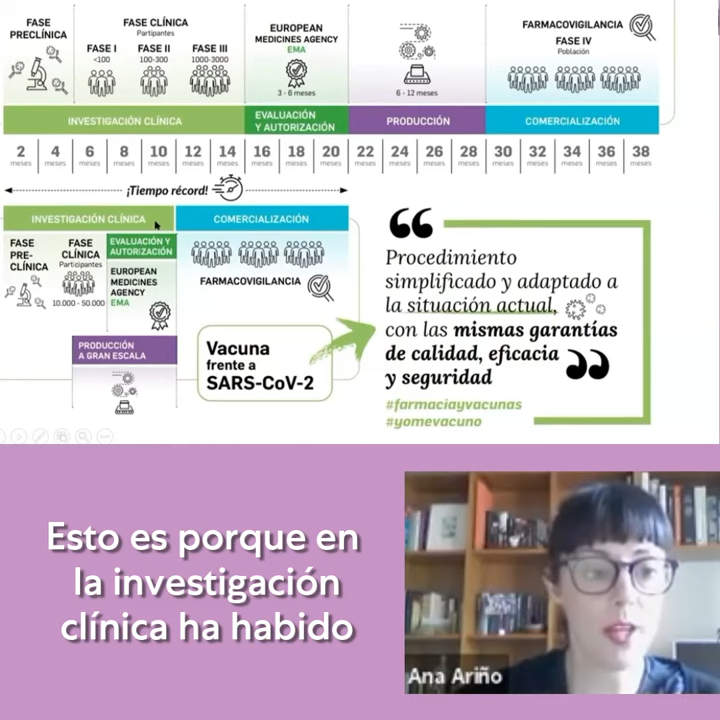 FASE
PRECLÍNICA
FASE CLÍNICA
Partipantes
FASE I
<100
FASE II
100-300
FASE III
1000-3000
EUROPEAN
MEDICINES AGENCY
EMA
3 - 6 meses
6 - 12 meses
FARMACOVIGILANCIA
FASE IV
Población
INVESTIGACIÓN CLÍNICA
EVALUACIÓN
Y AUTORIZACIÓN
PRODUCCIÓN
COMERCIALIZACIÓN
2 4 6 8 10 12 14 16 18 20 22 24 26 28 30 32 34 36 38
meses meses meses meses meses meses meses meses meses meses meses meses meses meses meses meses meses meses meses
¡Tiempo récord!
INVESTIGACIÓN CLÍNICA
COMERCIALIZACIÓN
FASE
PRE-
CLÍNICA
FASE
CLÍNICA
Participantes
10.000 - 50.000
EVALUACIÓN Y
AUTORIZACIÓN
EUROPEAN
MEDICINES
AGENCY
EMA
FARMACOVIGILANCIA
PRODUCCIÓN
A GRAN ESCALA
Vacuna
frente a
SARS-CoV-2
“
Procedimiento
simplificado y adaptado a
la situación actual,
con las mismas garantías
de calidad, eficacia
y seguridad
”
#farmaciayvacunas
#yomevacuno
Esto es porque en
la investigación
clínica ha habido
Ana Ariño